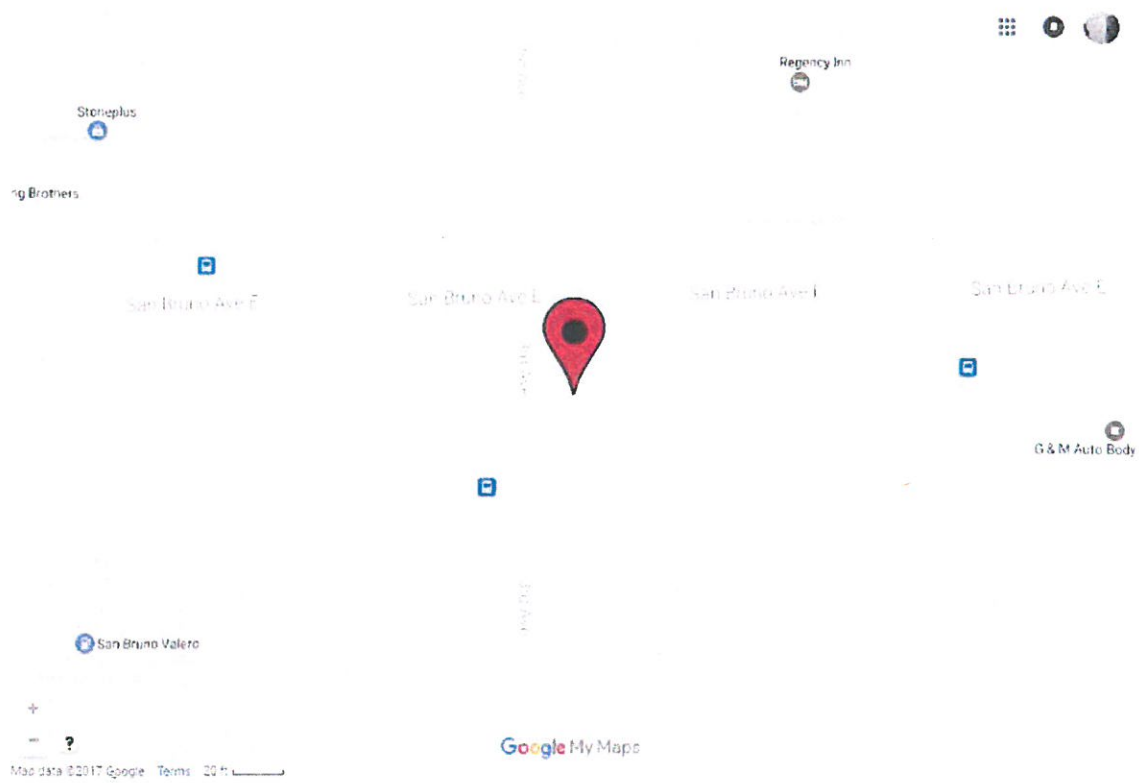 Regency Inn
Stoneplus
ng Brothers
San Bruno Ave E
San Bruno Ave E
San Bruno Ave E
San Bruno Ave E
G & M Auto Body
San Bruno Valero
+
−
?
Google My Maps
Map data ©2017 Google Terms 20 ft